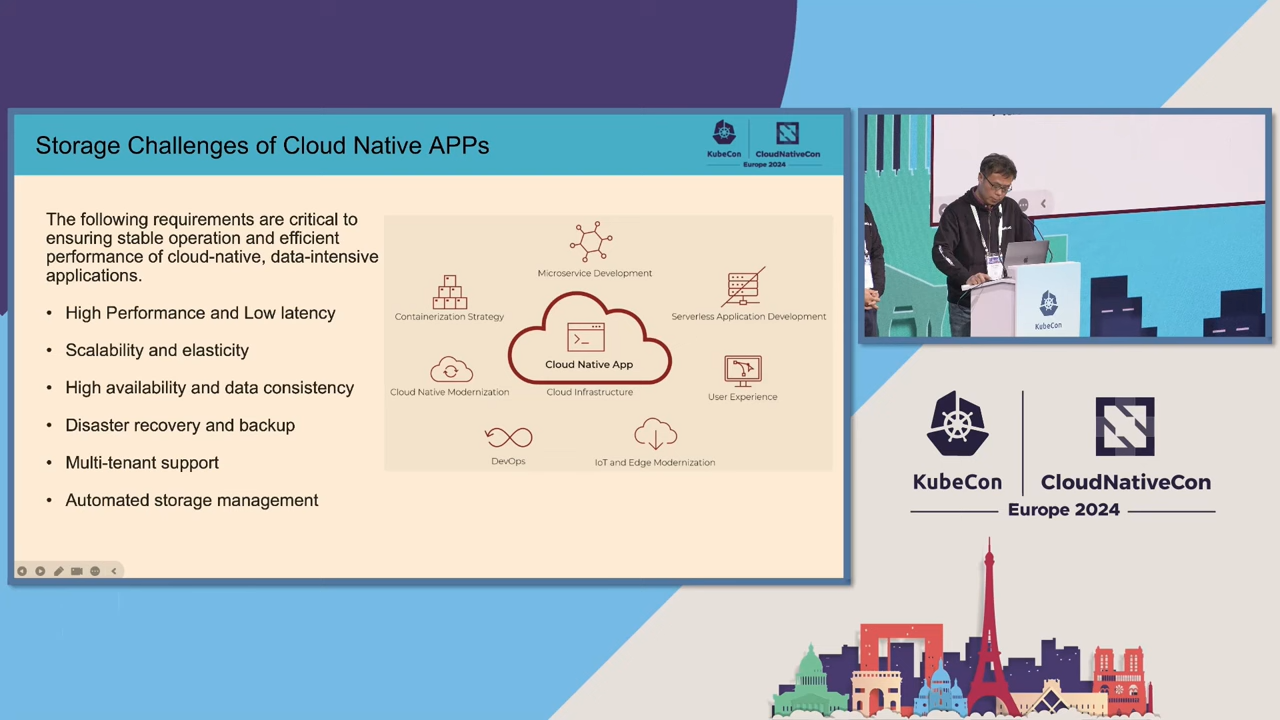 Storage Challenges of Cloud Native APPs
KubeCon
CloudNativeCon
Europe 2024
The following requirements are critical to
ensuring stable operation and efficient
performance of cloud-native, data-intensive
applications.
• High Performance and Low latency
• Scalability and elasticity
• High availability and data consistency
• Disaster recovery and backup
• Multi-tenant support
• Automated storage management
Microservice Development
Containerization Strategy
Serverless Application Development
Cloud Native App
Cloud Native Modernization
Cloud Infrastructure
User Experience
DevOps
IoT and Edge Modernization
KubeCon
KubeCon
CloudNativeCon
Europe 2024